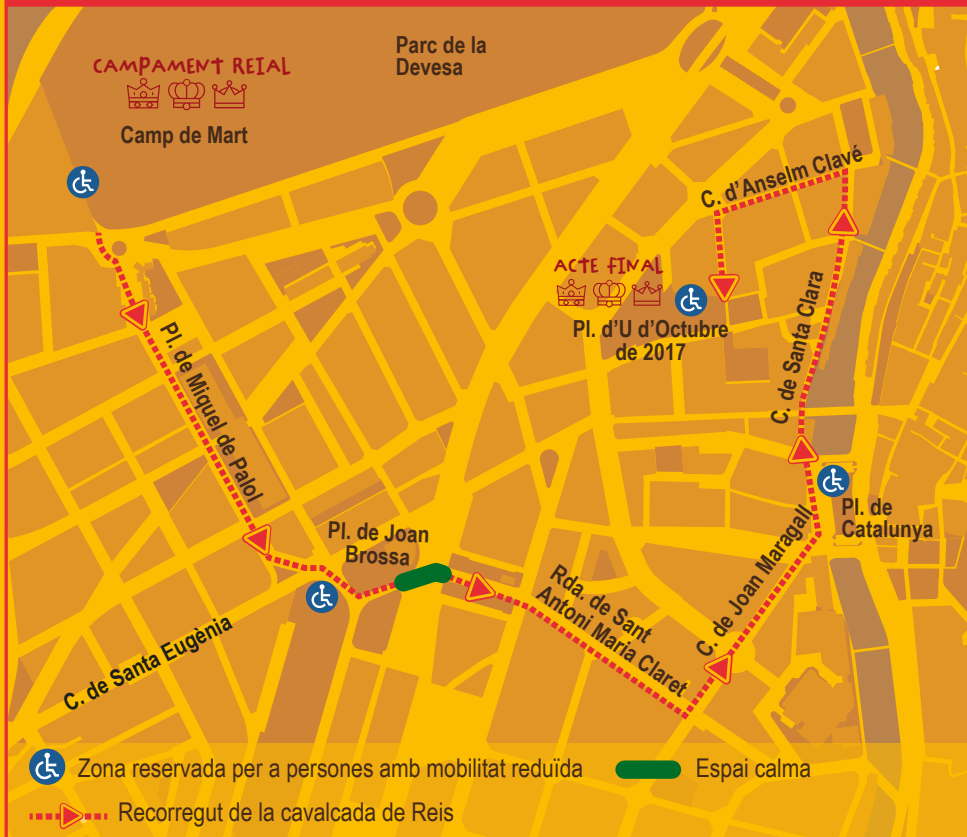 Parc de la
Devesa
CAMPAMENT REIAL
Camp de Mart
C. d'Anselm Clavé
ACTE FINAL
Pl. d'U d'Octubre
de 2017
C. de Santa Clara
Pl. de Miquel de Palol
Pl. de
Catalunya
Pl. de Joan
Brossa
C. de Joan Maragall
Rda. de Sant
Antoni Maria Claret
C. de Santa Eugènia
Zona reservada per a persones amb mobilitat reduïda
Espai calma
Recorregut de la cavalcada de Reis